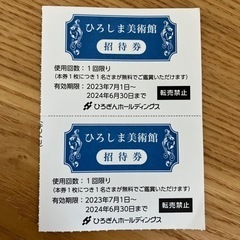 ひろしま美術館
招待券
使用回数：1回限り
（本券1枚につき1名さまが無料でご鑑賞いただけます）
有効期限：2023年7月1日～
2024年6月30日まで
転売禁止
ひろぎんホールディングス
ひろしま美術館
招待券
使用回数：1回限り
（本券1枚につき1名さまが無料でご鑑賞いただけます）
有効期限：2023年7月1日～
2024年6月30日まで
転売禁止
ひろぎんホールディングス